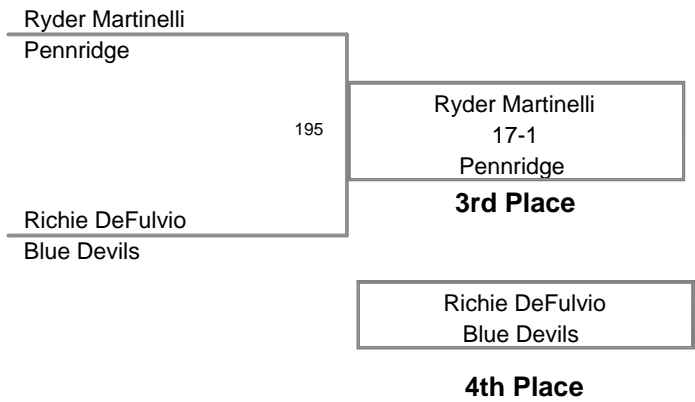 Ryder Martinelli
Pennridge
195
Ryder Martinelli
17-1
Pennridge
3rd Place
Richie DeFulvio
Blue Devils
Richie DeFulvio
Blue Devils
4th Place